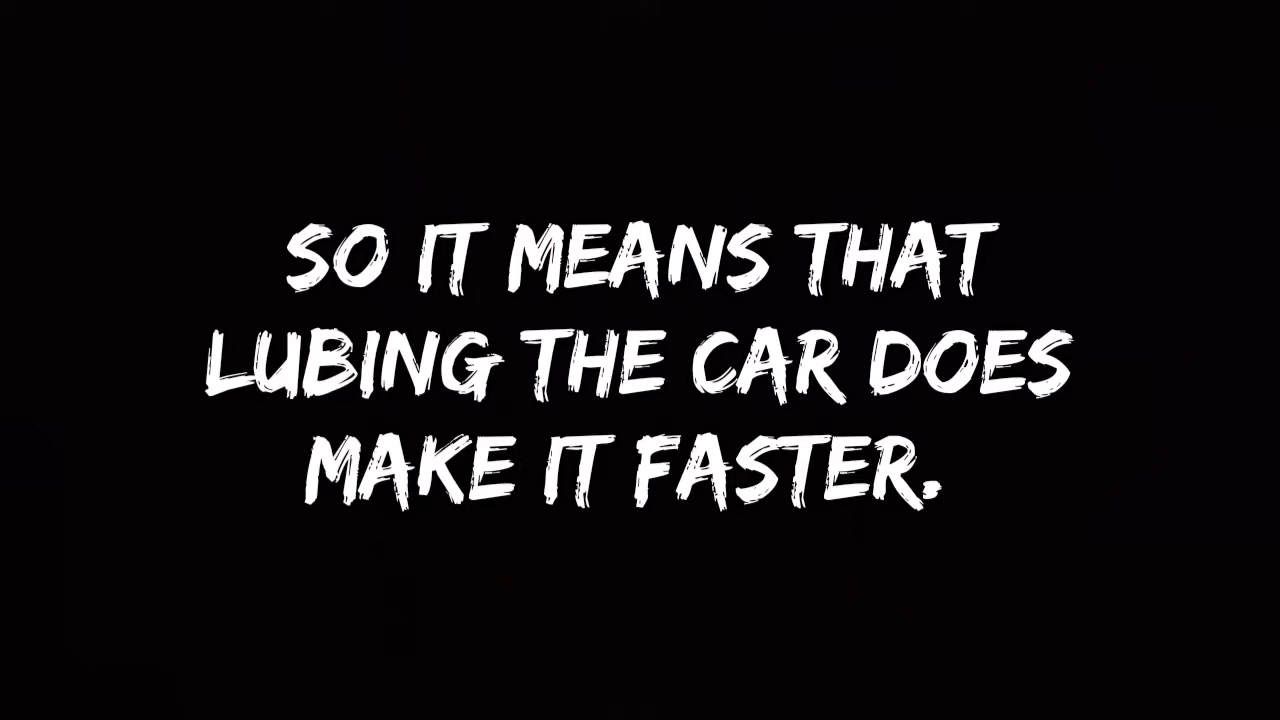 SO IT MEANS THAT
LUBING THE CAR DOES
MAKE IT FASTER.